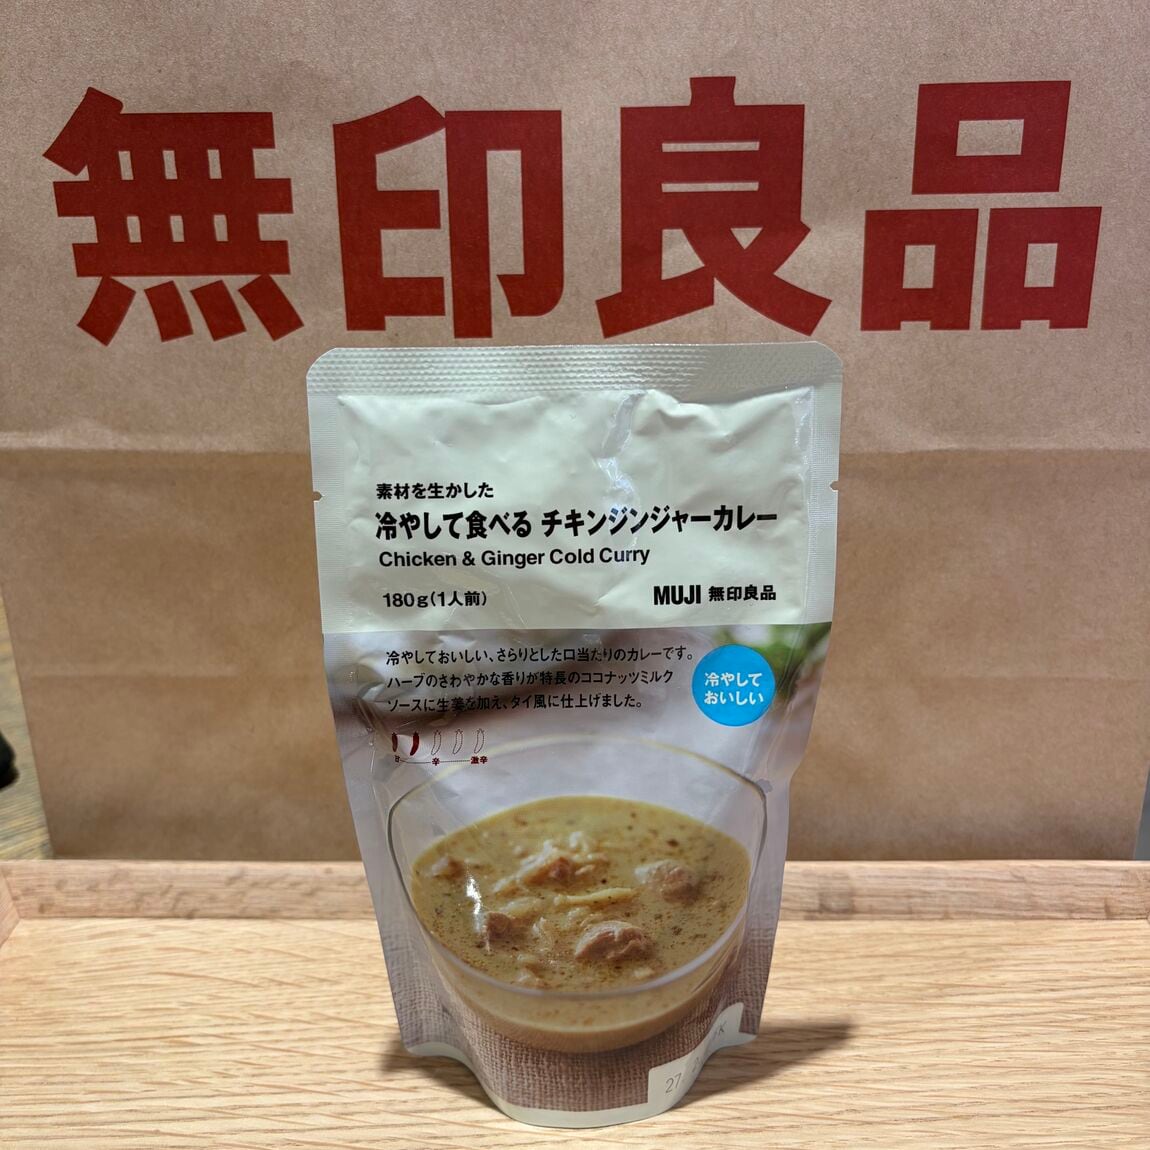 無印良品
素材を生かした
冷やして食べる チキンジンジャーカレー
Chicken & Ginger Cold Curry
180g(1人前)
MUJI 無印良品
冷やしておいしい、さらりとした口当たりのカレーです。
ハーブのさわやかな香りが特長のココナッツミルク
ソースに生姜を加え、タイ風に仕上げました。
冷やして
おいしい
辛 激辛
27